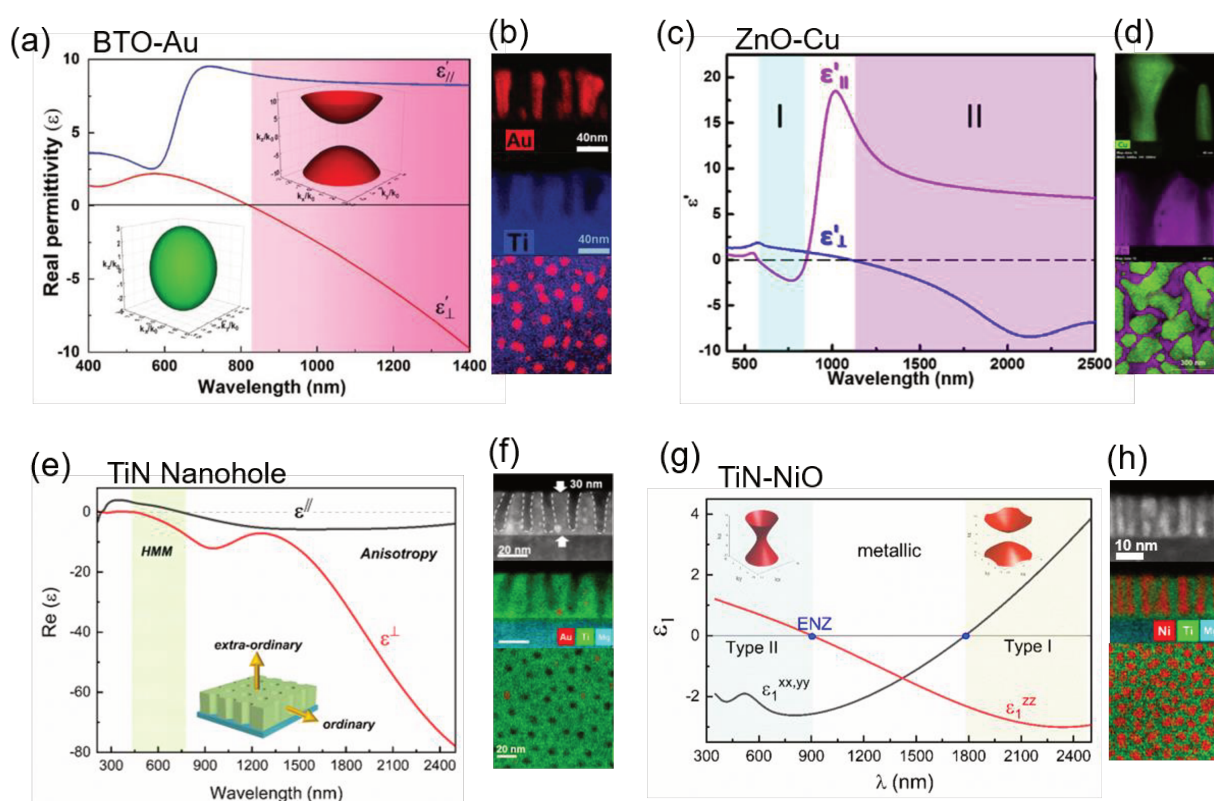 (a)
BTO-Au
10
5
0
-5
-10
400
600
800
1000
1200
1400
Real permittivity (ε)
Wavelength (nm)
ε′//
ε′⊥
(b)
Au
40nm
Ti
40nm
(c)
ZnO-Cu
20
15
10
5
0
-5
-10
500
1000
1500
2000
2500
ε'
Wavelength (nm)
I
II
ε′||
ε′⊥
(d)
Cu
300 nm
(e)
TiN Nanohole
0
-20
-40
-60
-80
300
600
900
1200
1500
1800
2100
2400
Re (ε)
Wavelength (nm)
ε//
HMM
Anisotropy
ε⊥
extra-ordinary
ordinary
(f)
30 nm
20 nm
Au Ti Mg
20 nm
(g)
TiN-NiO
4
2
0
-2
300
600
900
1200
1500
1800
2100
2400
ε1
λ (nm)
metallic
ENZ
Type II
Type I
ε1xx,yy
ε1zz
(h)
10 nm
Ni Ti